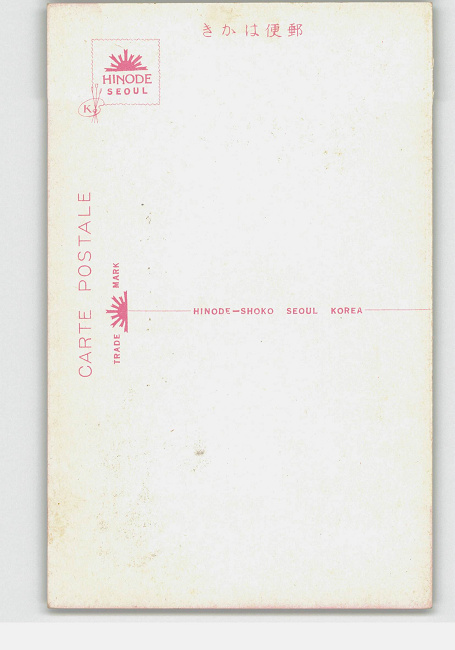 きかは便郵
HINODE
SEOUL
K
CARTE POSTALE
TRADE MARK
HINODE-SHOKO SEOUL KOREA